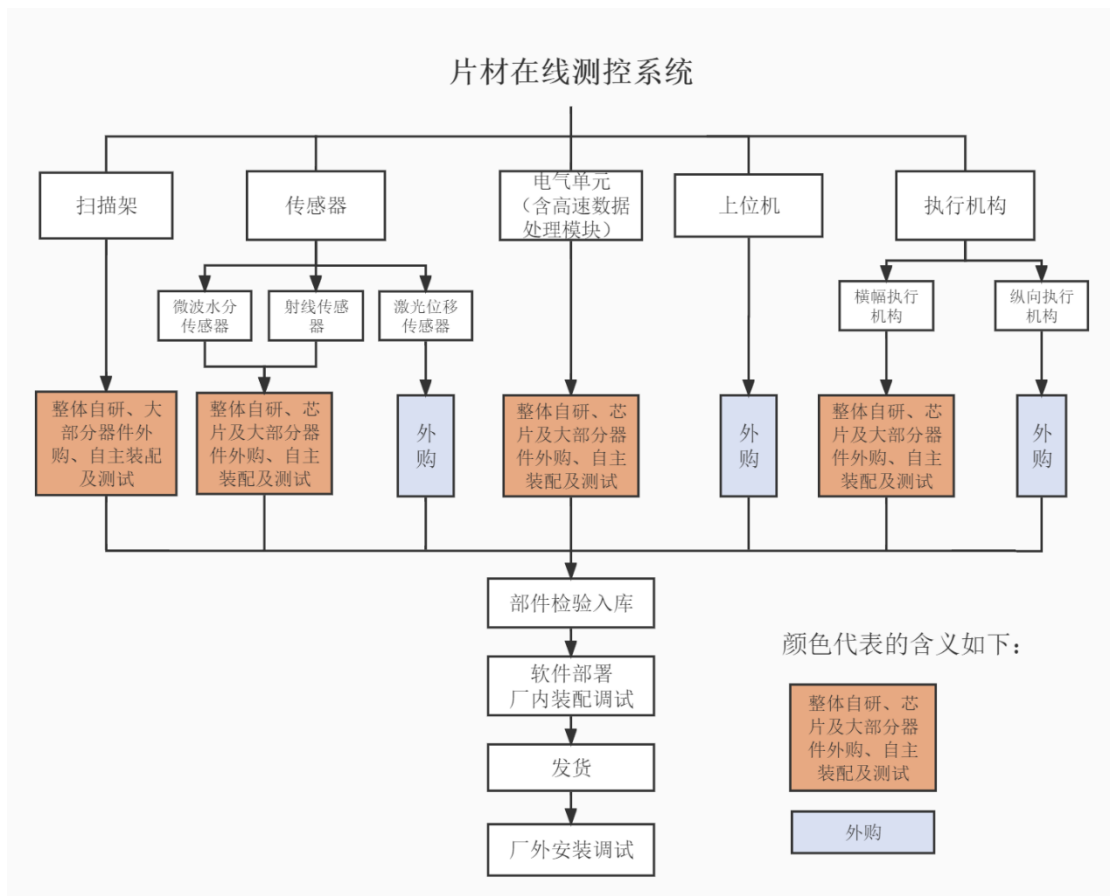 片材在线测控系统
扫描架
传感器
电气单元
（含高速数据
处理模块）
上位机
执行机构
微波水分
传感器
射线传感
器
激光位移
传感器
横幅执行
机构
纵向执行
机构
整体自研、大
部分器件外
购、自主装配
及测试
整体自研、芯
片及大部分器
件外购、自主
装配及测试
外
购
整体自研、芯
片及大部分器
件外购、自主
装配及测试
外
购
整体自研、芯
片及大部分器
件外购、自主
装配及测试
外
购
部件检验入库
软件部署
厂内装配调试
发货
厂外安装调试
颜色代表的含义如下：
整体自研、芯
片及大部分器
件外购、自主
装配及测试
外购